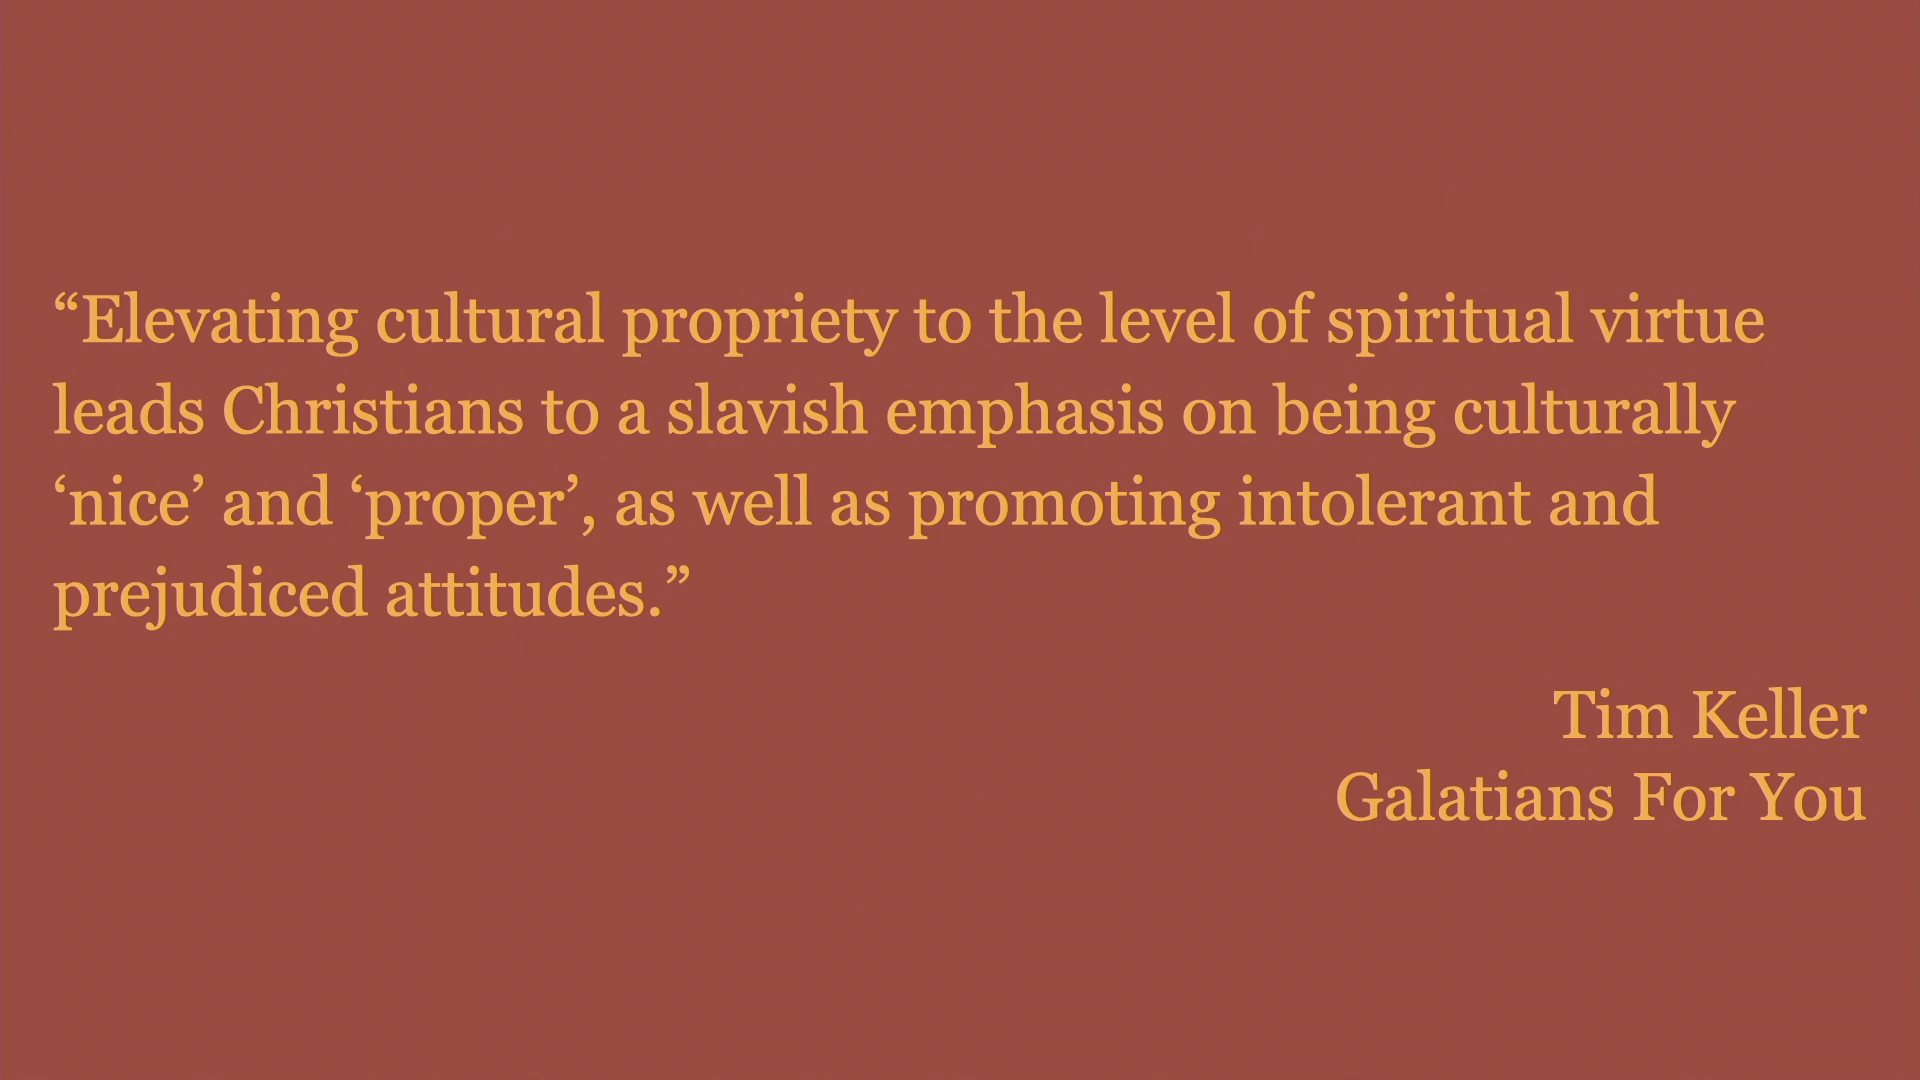 “Elevating cultural propriety to the level of spiritual virtue
leads Christians to a slavish emphasis on being culturally
‘nice’ and ‘proper’, as well as promoting intolerant and
prejudiced attitudes.”
Tim Keller
Galatians For You